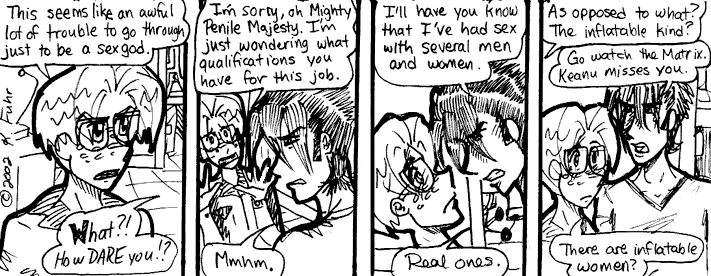 This seems like an awful
lot of trouble to go through
just to be a sex god.
What?!
How DARE you!?
©2002 K. Fuhr
I'm sorry, oh Mighty
Penile Majesty. I'm
just wondering what
qualifications you
have for this job.
Mmhm.
I'll have you know
that I've had sex
with several men
and women.
Real ones.
As opposed to what?
The inflatable kind?
Go watch the Matrix.
Keanu misses you.
There are inflatable
women?